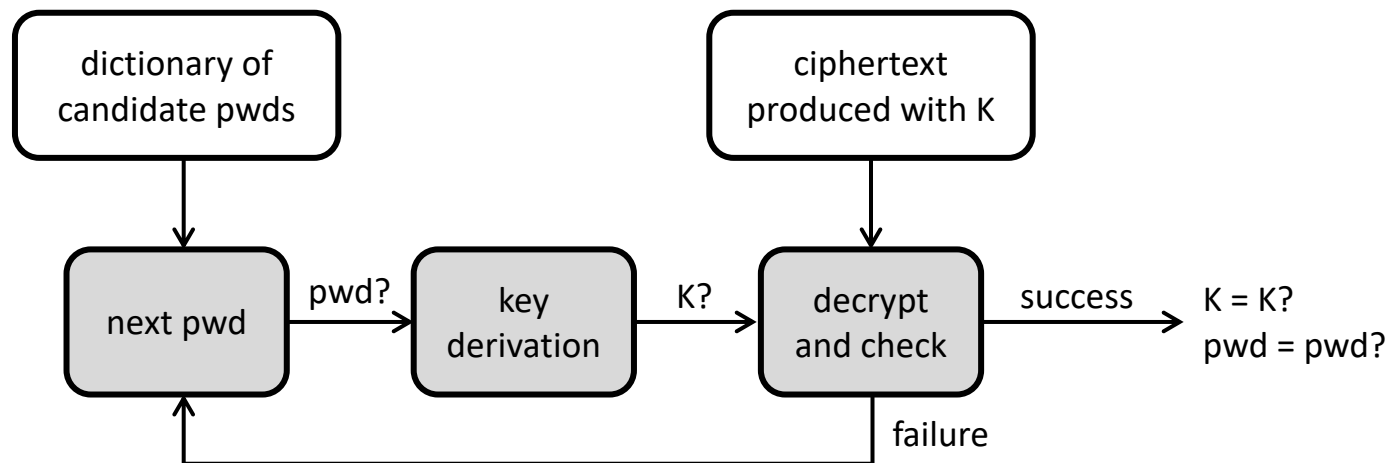 dictionary of
candidate pwds
ciphertext
produced with K
next pwd
pwd?
key
derivation
K?
decrypt
and check
success
K = K?
pwd = pwd?
failure